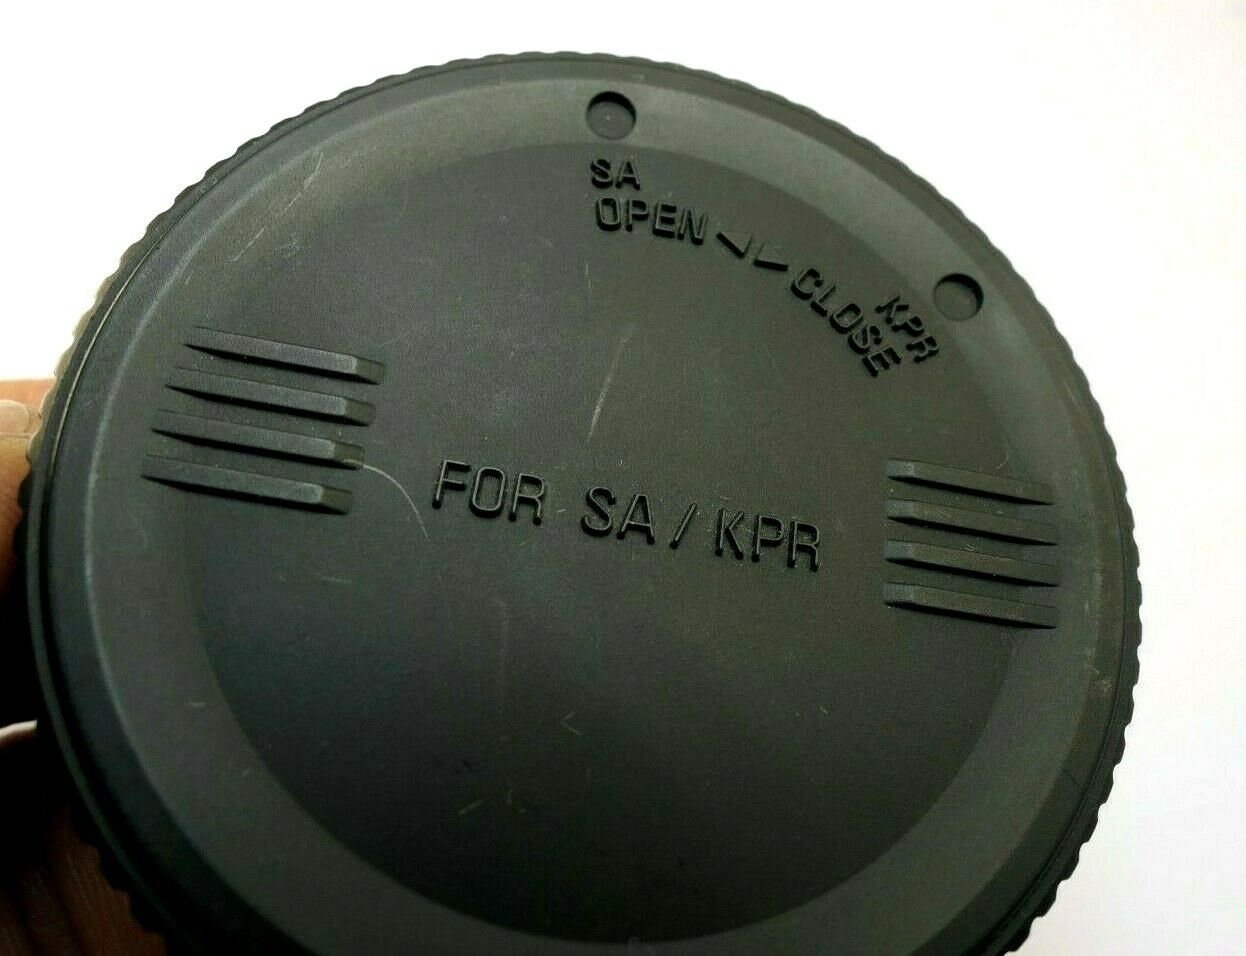 SA
OPEN ◁ ▷ CLOSE
KPR
FOR SA / KPR